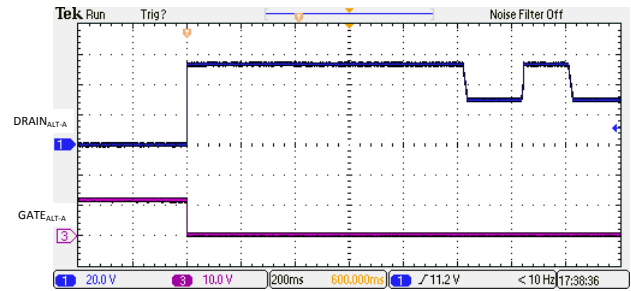 Tek Run Trig? Noise Filter Off
T
T
DRAINALT-A
1
GATEALT-A
3
1 20.0 V 3 10.0 V 200ms 600.000ms 1 ∫ 11.2 V < 10 Hz 17:38:36